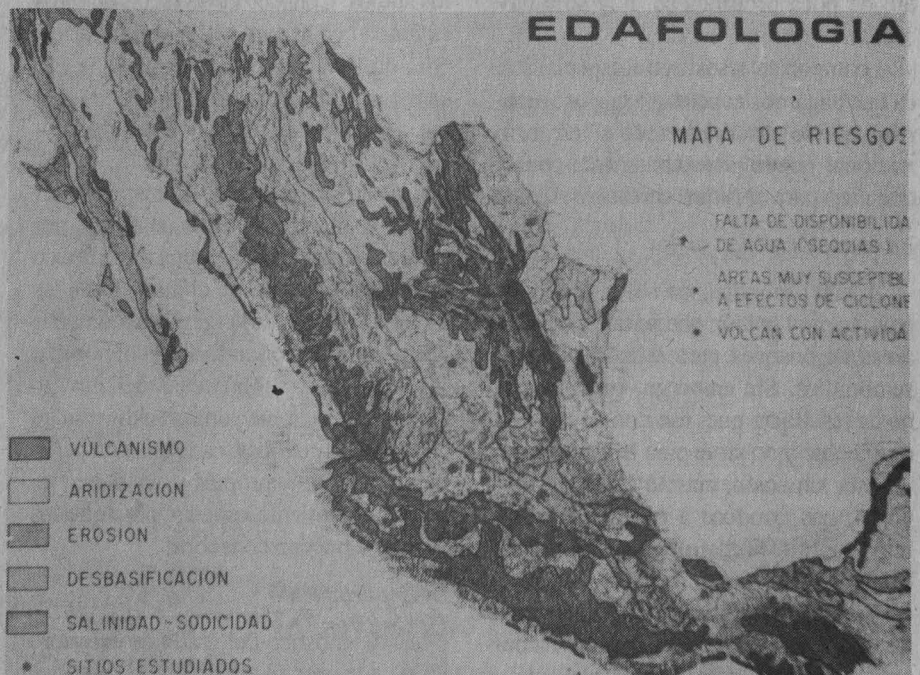 EDAFOLOGIA
MAPA DE RIESGOS
FALTA DE DISPONIBILIDA
DE AGUA (SEQUIAS)
AREAS MUY SUSCEPTIBL
A EFECTOS DE CICLONE
VOLCAN CON ACTIVIDA
VULCANISMO
ARIDIZACION
EROSION
DESBASIFICACION
SALINIDAD-SODICIDAD
SITIOS ESTUDIADOS